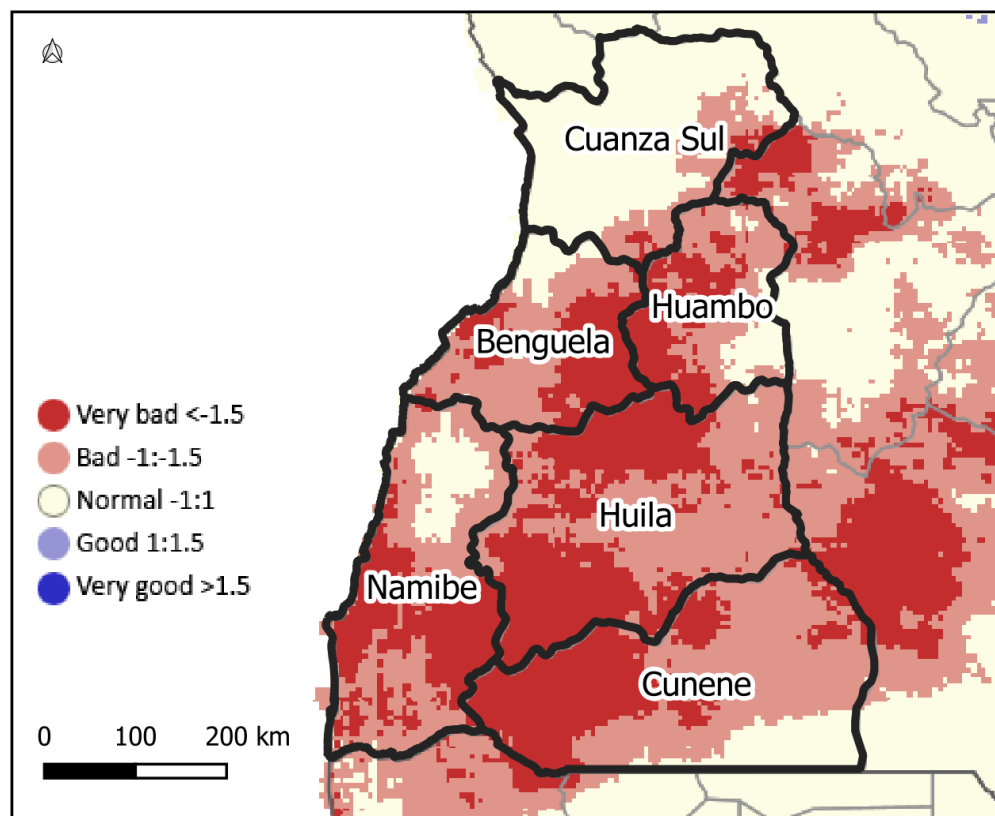 Cuanza Sul
Huambo
Benguela
Very bad <-1.5
Bad -1:-1.5
Normal -1:1
Good 1:1.5
Very good >1.5
Huila
Namibe
Cunene
0 100 200 km